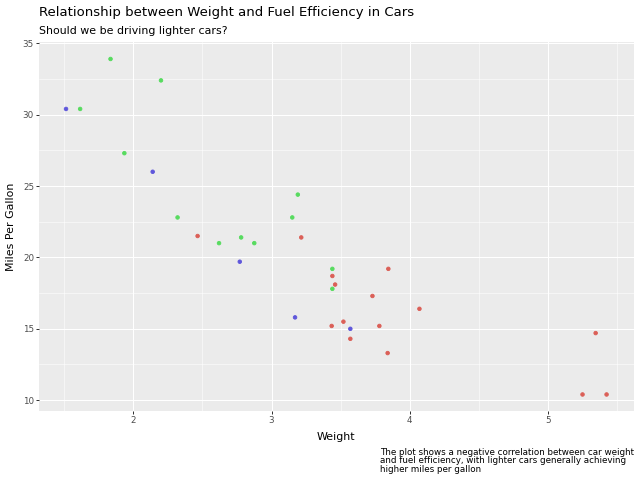 Relationship between Weight and Fuel Efficiency in Cars
Should we be driving lighter cars?
35
30
25
20
15
10
Miles Per Gallon
2
3
4
5
Weight
The plot shows a negative correlation between car weight
and fuel efficiency, with lighter cars generally achieving
higher miles per gallon